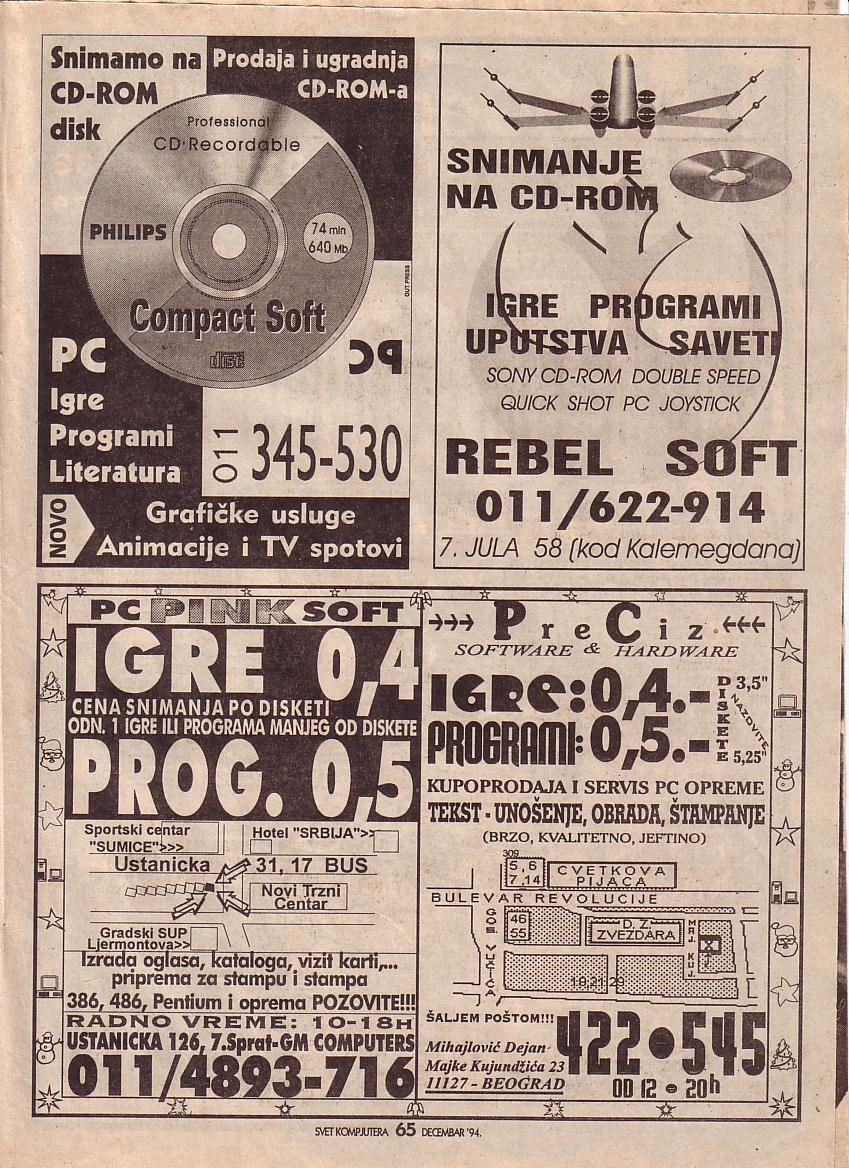 Snimamo na
CD-ROM
disk
Prodaja i ugradnja
CD-ROM-a
Professional
CD·Recordable
PHILIPS
74 min
640 Mb
OUT PRESS
Compact Soft
disc
PC
PC
Igre
Programi
Literatura
011 345-530
NOVO
Grafičke usluge
Animacije i TV spotovi
SNIMANJE
NA CD-ROM
IGRE PROGRAMI
UPUTSTVA SAVETI
SONY CD-ROM DOUBLE SPEED
QUICK SHOT PC JOYSTICK
REBEL SOFT
011/622-914
7. JULA 58 (kod Kalemegdana)
PC PINK SOFT
IGRE 0,4
CENA SNIMANJA PO DISKETI
ODN. 1 IGRE ILI PROGRAMA MANJEG OD DISKETE
PROG. 0,5
Sportski centar
"SUMICE">>>
Hotel "SRBIJA">>
Ustanicka
31, 17 BUS
Novi Trzni
Centar
Gradski SUP
Ljermontova>>
Izrada oglasa, kataloga, vizit karti,...
priprema za stampu i stampa
386, 486, Pentium i oprema POZOVITE!!!
RADNO VREME: 10-18H
USTANICKA 126, 7.Sprat-GM COMPUTERS
011/4893-716
PreCiz
SOFTWARE & HARDWARE
IGRE:0,4.-
PROGRAMI:0,5.-
DISKETE
3,5"
NAZOVITE
5,25"
KUPOPRODAJA I SERVIS PC OPREME
TEKST - UNOŠENJE, OBRADA, ŠTAMPANJE
(BRZO, KVALITETNO, JEFTINO)
309
5,6
7,14
CVETKOVA
PIJACA
BULEVAR REVOLUCIJE
46
55
D. Z.
ZVEZDARA
MAJ. KUJ.
19,21,29
ŠALJEM POŠTOM!!!
422•545
Mihajlović Dejan
Majke Kujundžića 23
11127 - BEOGRAD
OD 12 - 20h
SVET KOMPJUTERA 65 DECEMBAR '94.